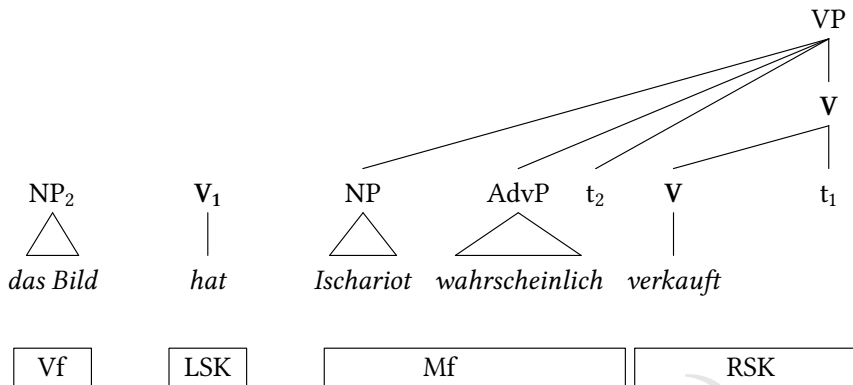 VP
V
NP₂ V₁ NP AdvP t₂ V t₁
das Bild hat Ischariot wahrscheinlich verkauft
Vf LSK Mf RSK